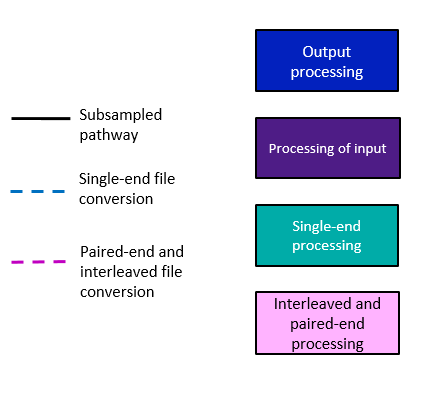 Subsampled
pathway
Single-end file
conversion
Paired-end and
interleaved file
conversion
Output
processing
Processing of input
Single-end
processing
Interleaved and
paired-end
processing